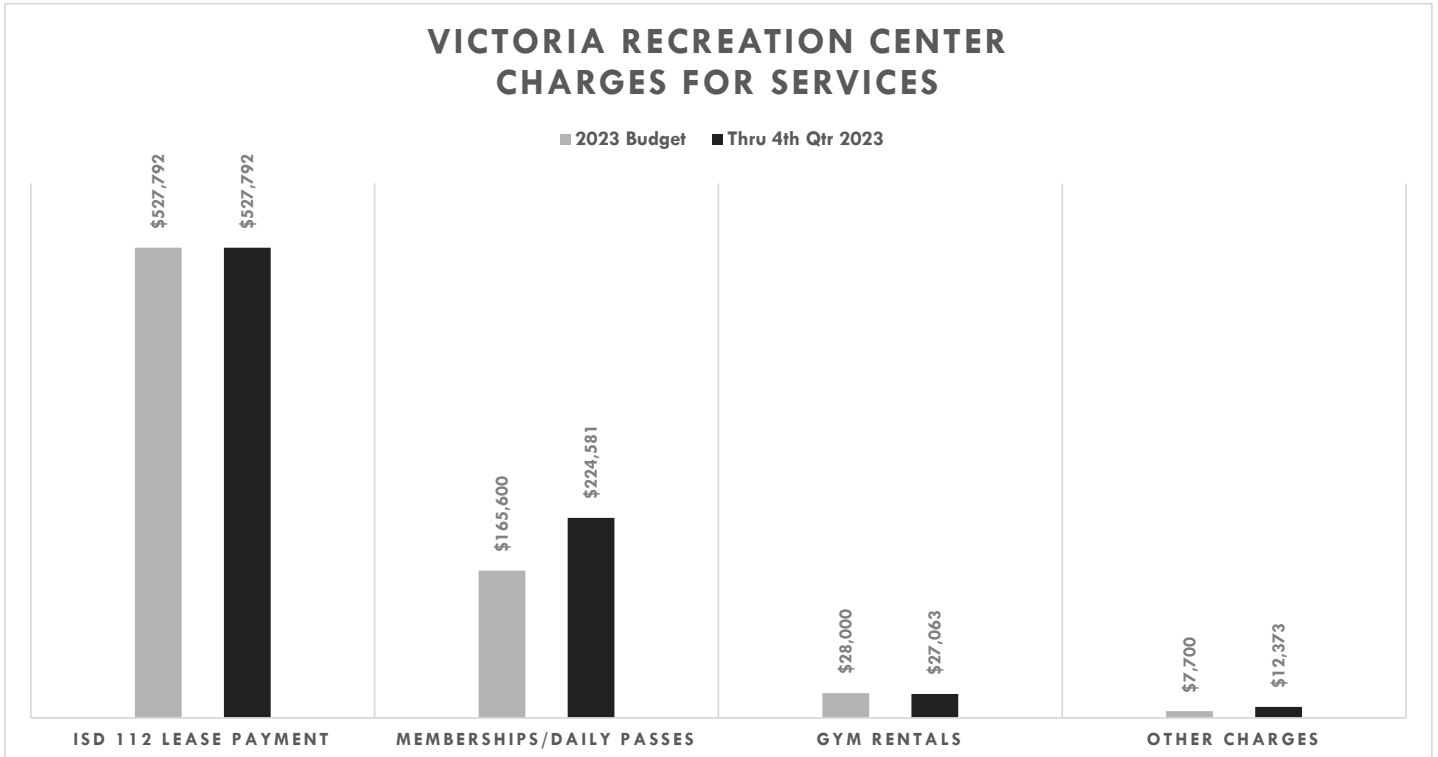 VICTORIA RECREATION CENTER
CHARGES FOR SERVICES
2023 Budget Thru 4th Qtr 2023
$527,792 $527,792
$165,600 $224,581
$28,000 $27,063
$7,700 $12,373
ISD 112 LEASE PAYMENT MEMBERSHIPS/DAILY PASSES GYM RENTALS OTHER CHARGES